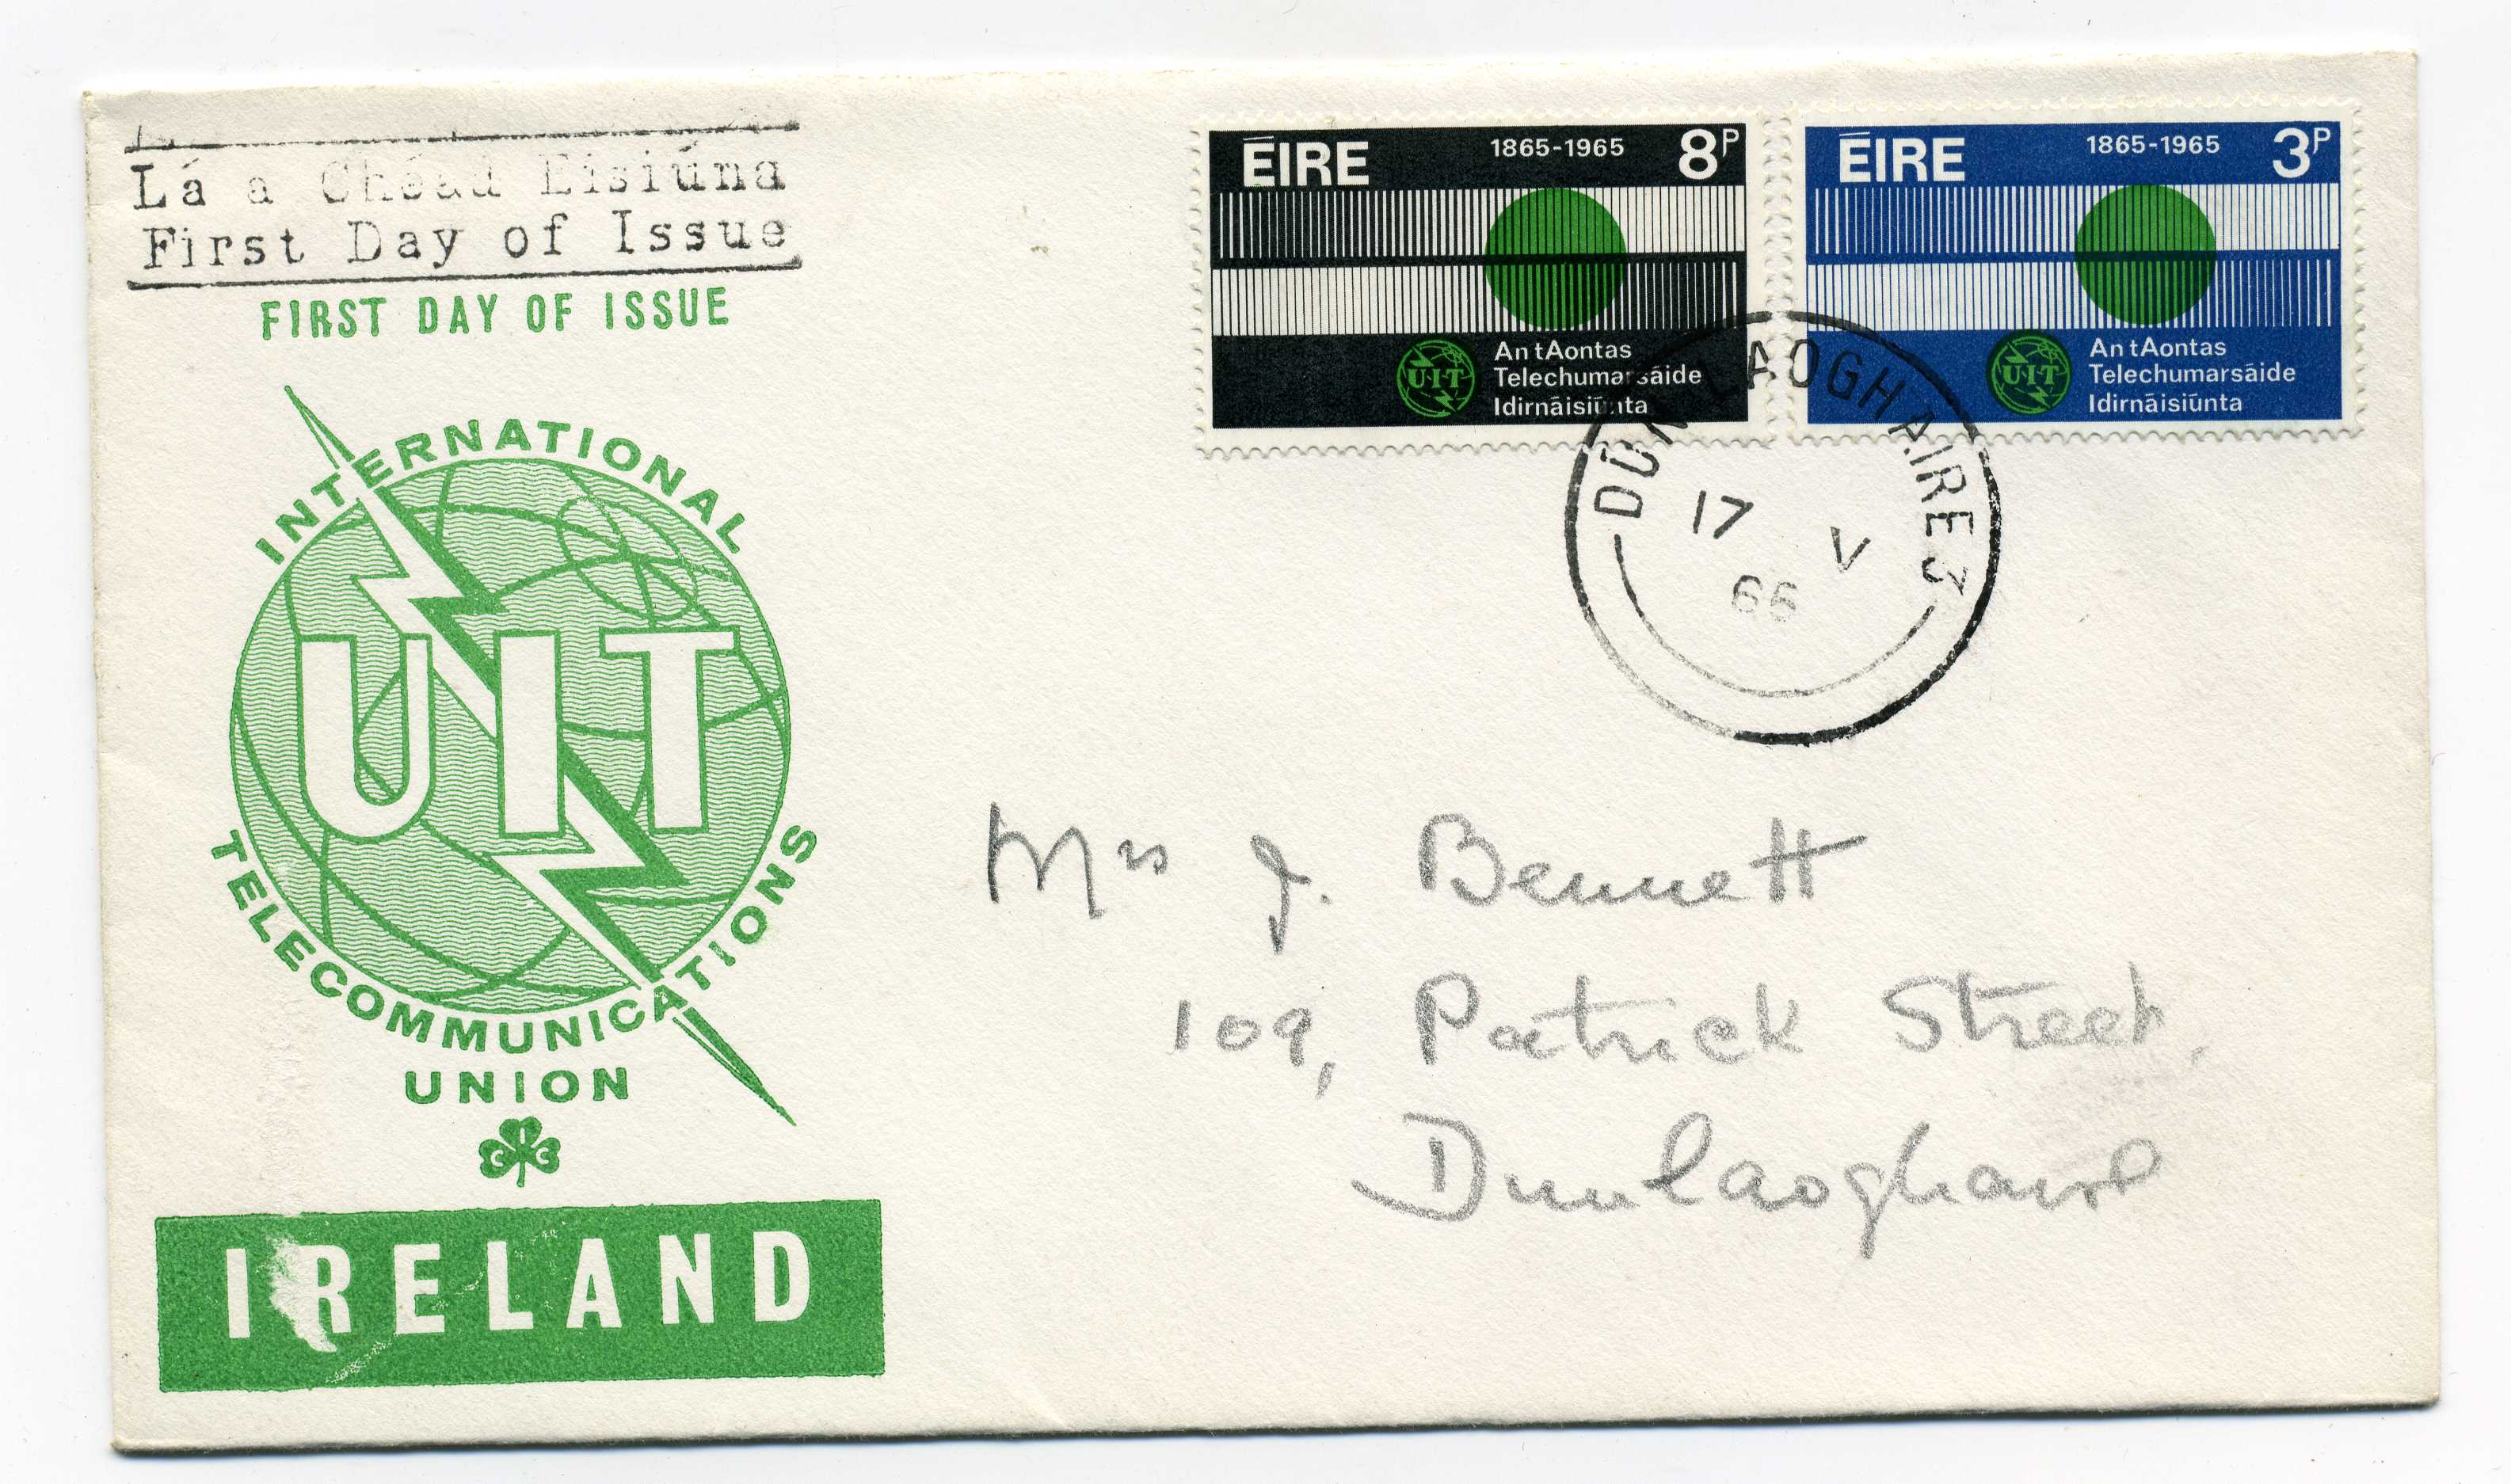 Lá a Chéad Eisiúna
First Day of Issue
FIRST DAY OF ISSUE
INTERNATIONAL
UIT
TELECOMMUNICATIONS
UNION
I C C
IRELAND
ÉIRE 1865-1965 8P
U·I·T
An tAontas
Telechumarsáide
Idirnáisiúnta
ÉIRE 1865-1965 3P
U·I·T
An tAontas
Telechumarsáide
Idirnáisiúnta
DÚN LAOGHAIRE 3
17 V
66
Mrs J. Bennett
109, Patrick Street,
Dunlaoghaire